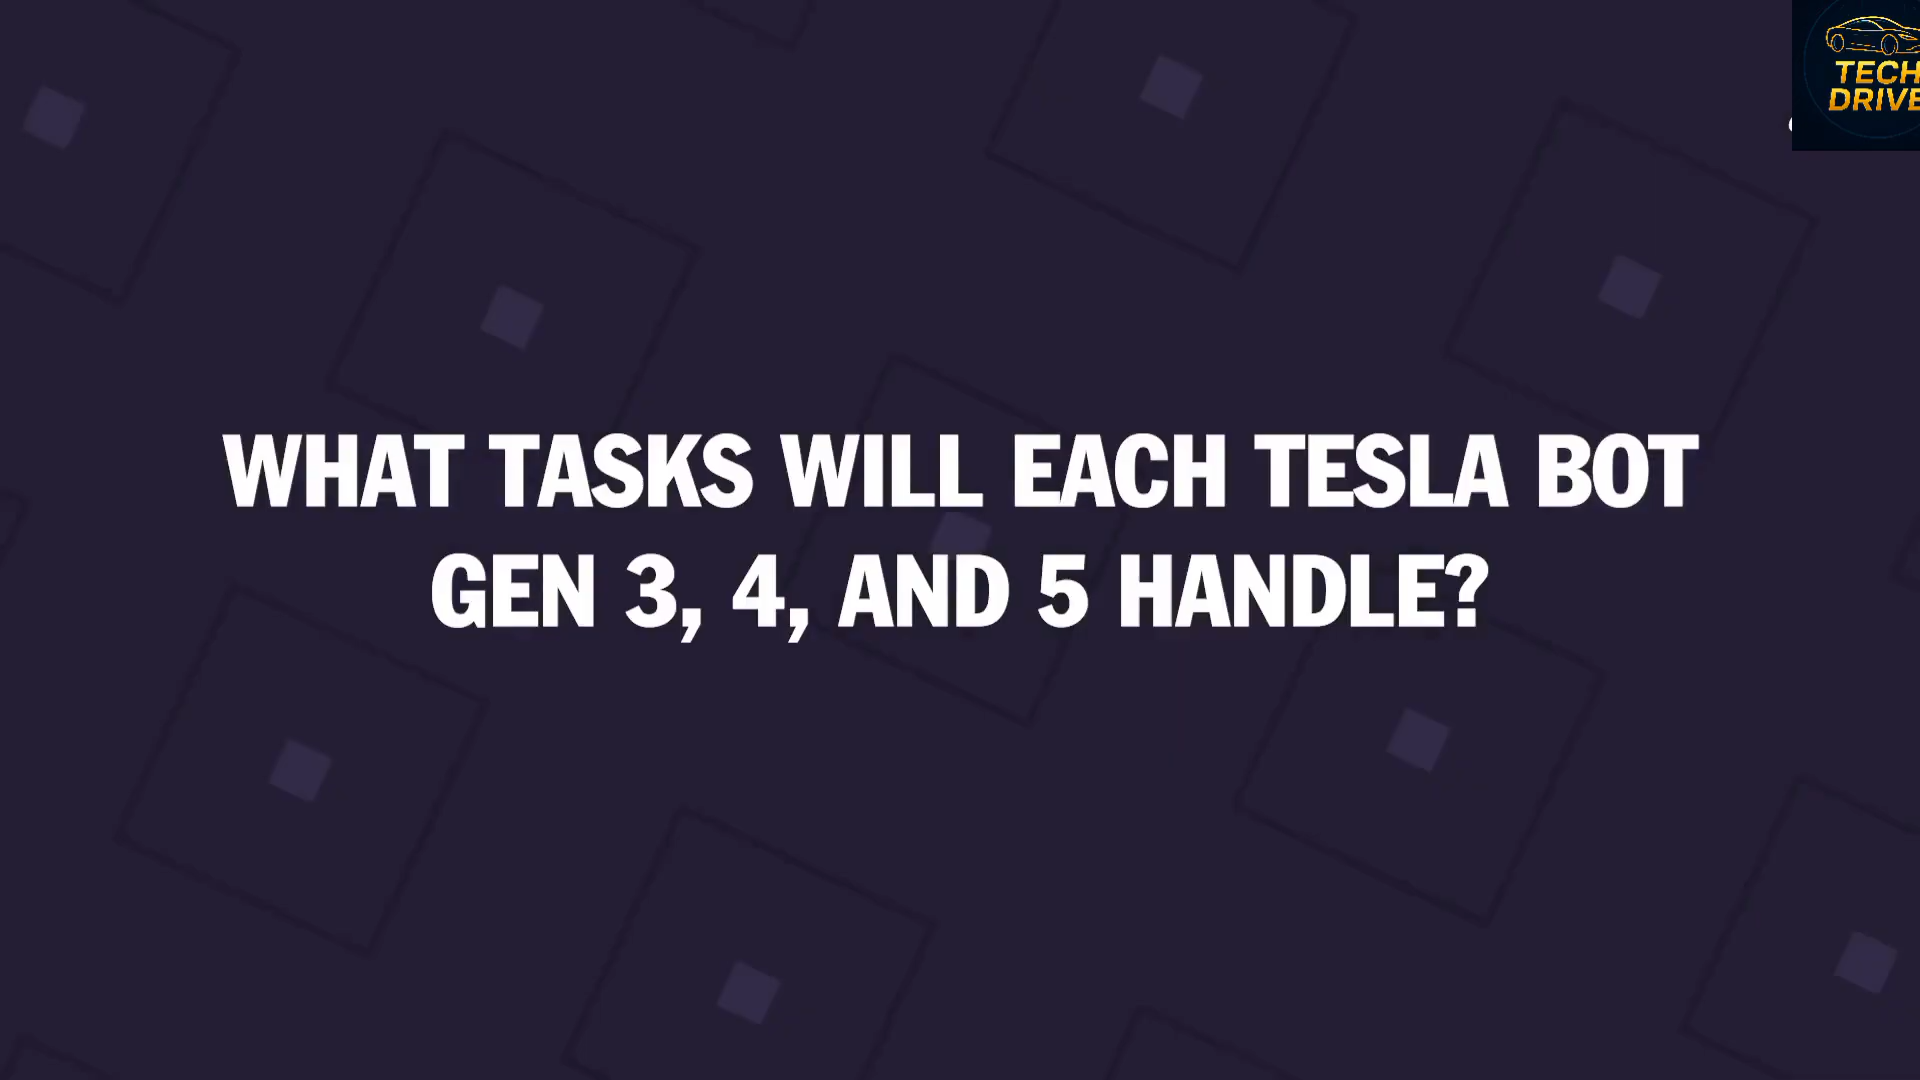 TECH
DRIVE
WHAT TASKS WILL EACH TESLA BOT
GEN 3, 4, AND 5 HANDLE?